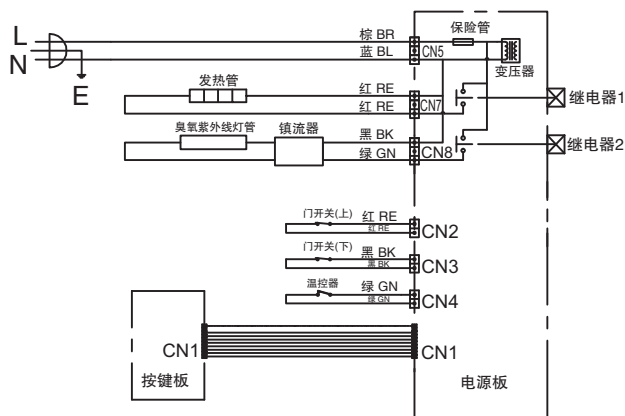 L
N
E
棕 BR
蓝 BL
CN5
保险管
变压器
发热管
红 RE
红 RE
CN7
继电器1
臭氧紫外线灯管
镇流器
黑 BK
绿 GN
CN8
继电器2
门开关(上)
红 RE
红 RE
CN2
门开关(下)
黑 BK
黑 BK
CN3
温控器
绿 GN
绿 GN
CN4
CN1
CN1
按键板
电源板